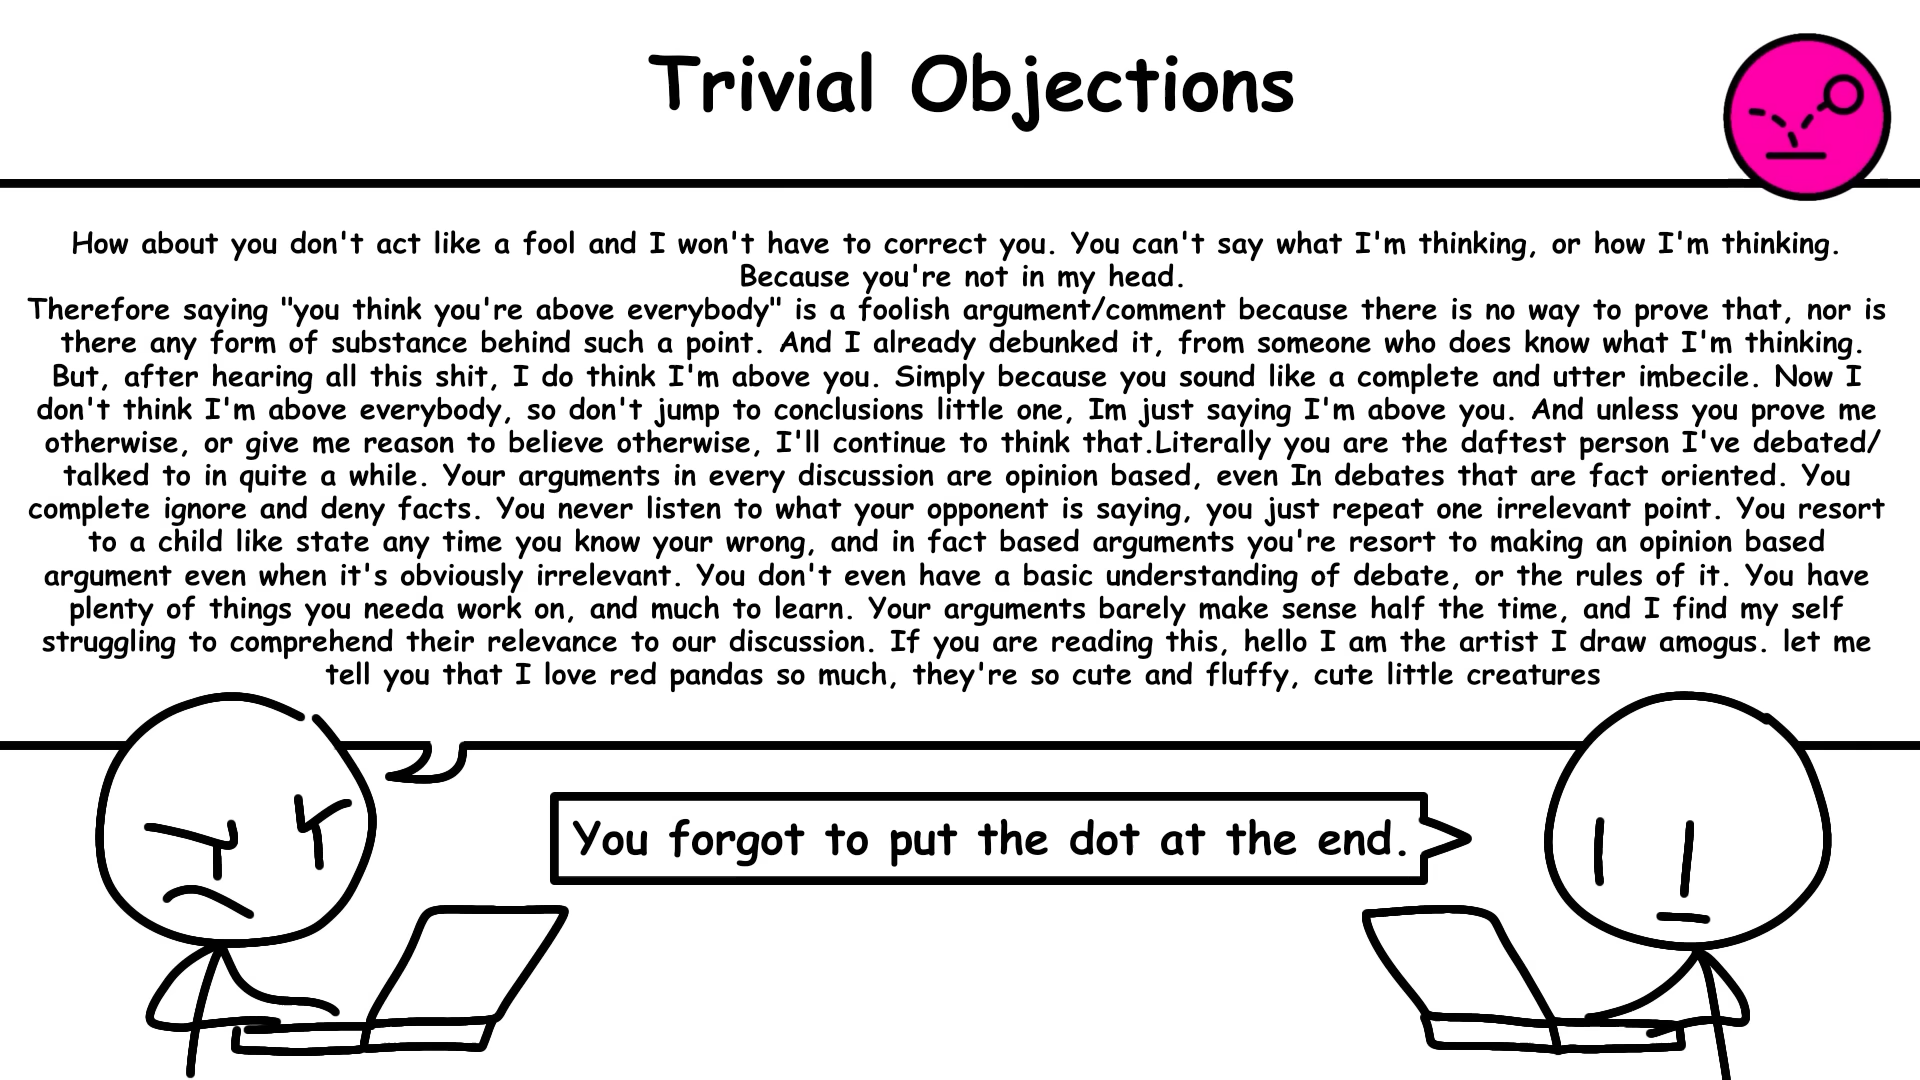 Trivial Objections
How about you don't act like a fool and I won't have to correct you. You can't say what I'm thinking, or how I'm thinking.
Because you're not in my head.
Therefore saying "you think you're above everybody" is a foolish argument/comment because there is no way to prove that, nor is
there any form of substance behind such a point. And I already debunked it, from someone who does know what I'm thinking.
But, after hearing all this shit, I do think I'm above you. Simply because you sound like a complete and utter imbecile. Now I
don't think I'm above everybody, so don't jump to conclusions little one, Im just saying I'm above you. And unless you prove me
otherwise, or give me reason to believe otherwise, I'll continue to think that.Literally you are the daftest person I've debated/
talked to in quite a while. Your arguments in every discussion are opinion based, even In debates that are fact oriented. You
complete ignore and deny facts. You never listen to what your opponent is saying, you just repeat one irrelevant point. You resort
to a child like state any time you know your wrong, and in fact based arguments you're resort to making an opinion based
argument even when it's obviously irrelevant. You don't even have a basic understanding of debate, or the rules of it. You have
plenty of things you needa work on, and much to learn. Your arguments barely make sense half the time, and I find my self
struggling to comprehend their relevance to our discussion. If you are reading this, hello I am the artist I draw amogus. let me
tell you that I love red pandas so much, they're so cute and fluffy, cute little creatures
You forgot to put the dot at the end.